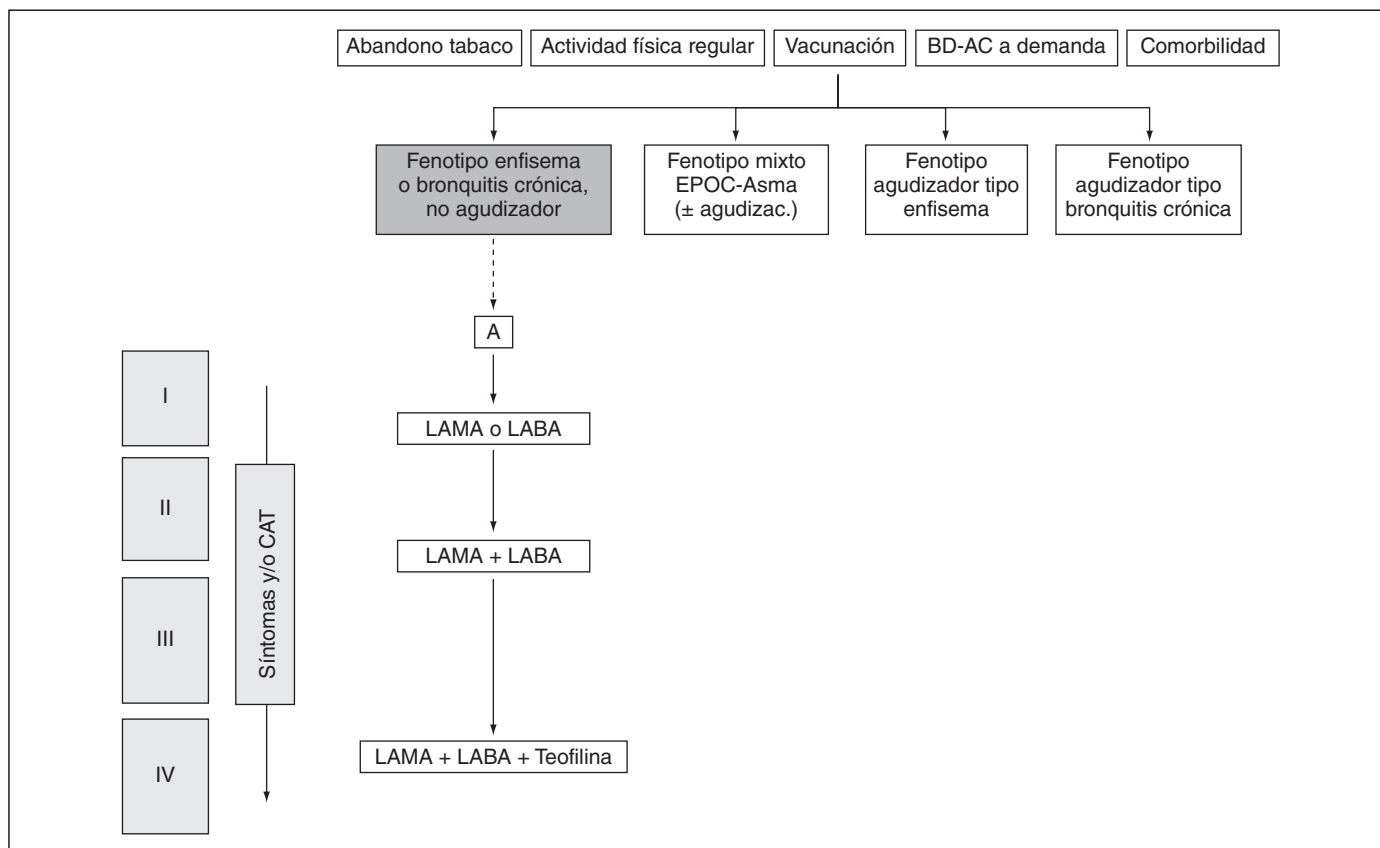 Abandono tabaco
Actividad física regular
Vacunación
BD-AC a demanda
Comorbilidad
Fenotipo enfisema
o bronquitis crónica,
no agudizador
Fenotipo mixto
EPOC-Asma
(± agudizac.)
Fenotipo
agudizador tipo
enfisema
Fenotipo
agudizador tipo
bronquitis crónica
A
I
LAMA o LABA
II
Síntomas y/o CAT
LAMA + LABA
III
IV
LAMA + LABA + Teofilina